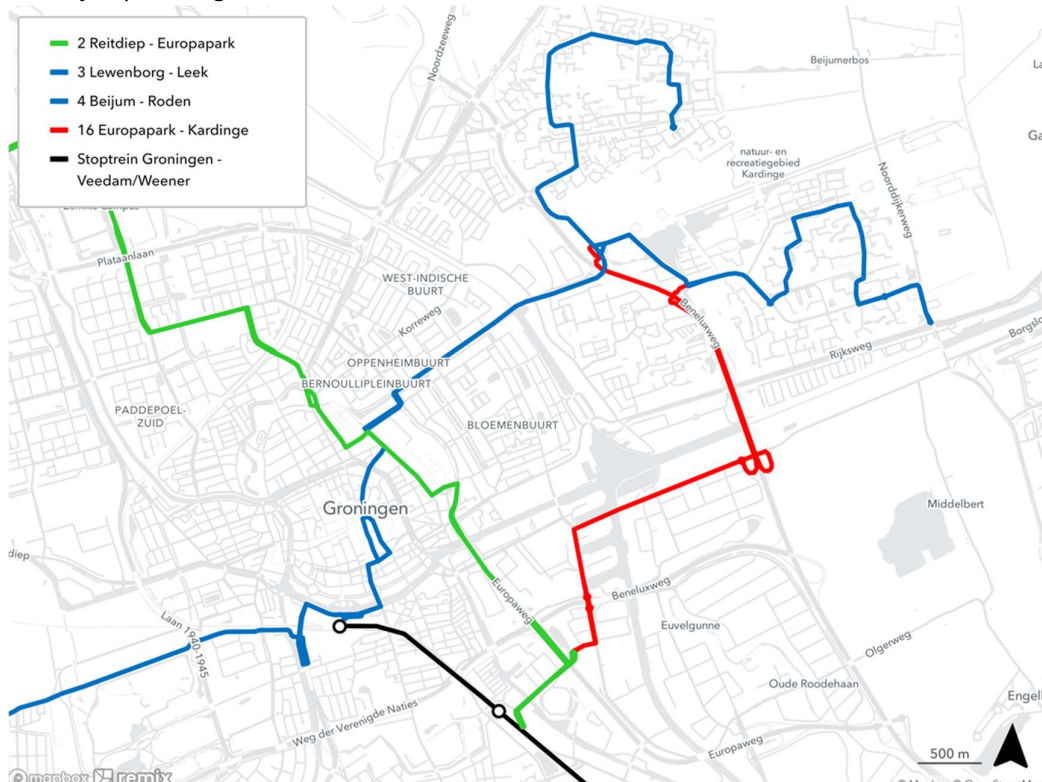 2 Reitdiep - Europapark
3 Lewenborg - Leek
4 Beijum - Roden
16 Europapark - Kardinge
Stoptrein Groningen -
Veedam/Weener
Noordzeeweg
Beijumerbos
natuur- en
recreatiegebied
Kardinge
Noorddijkerweg
Plataanlaan
WEST-INDISCHE
BUURT
Korreweg
Beneluxweg
Rijksweg
OPPENHEIMBUURT
BERNOULLIPLEINBUURT
PADDEPOEL-
ZUID
BLOEMENBUURT
Groningen
Middelbert
diep
Europaweg
Beneluxweg
Euvelgunne
Laan 1940-1945
Olgerweg
Oude Roodehaan
Weg der Verenigde Naties
Europaweg
500 m
mapbox remix